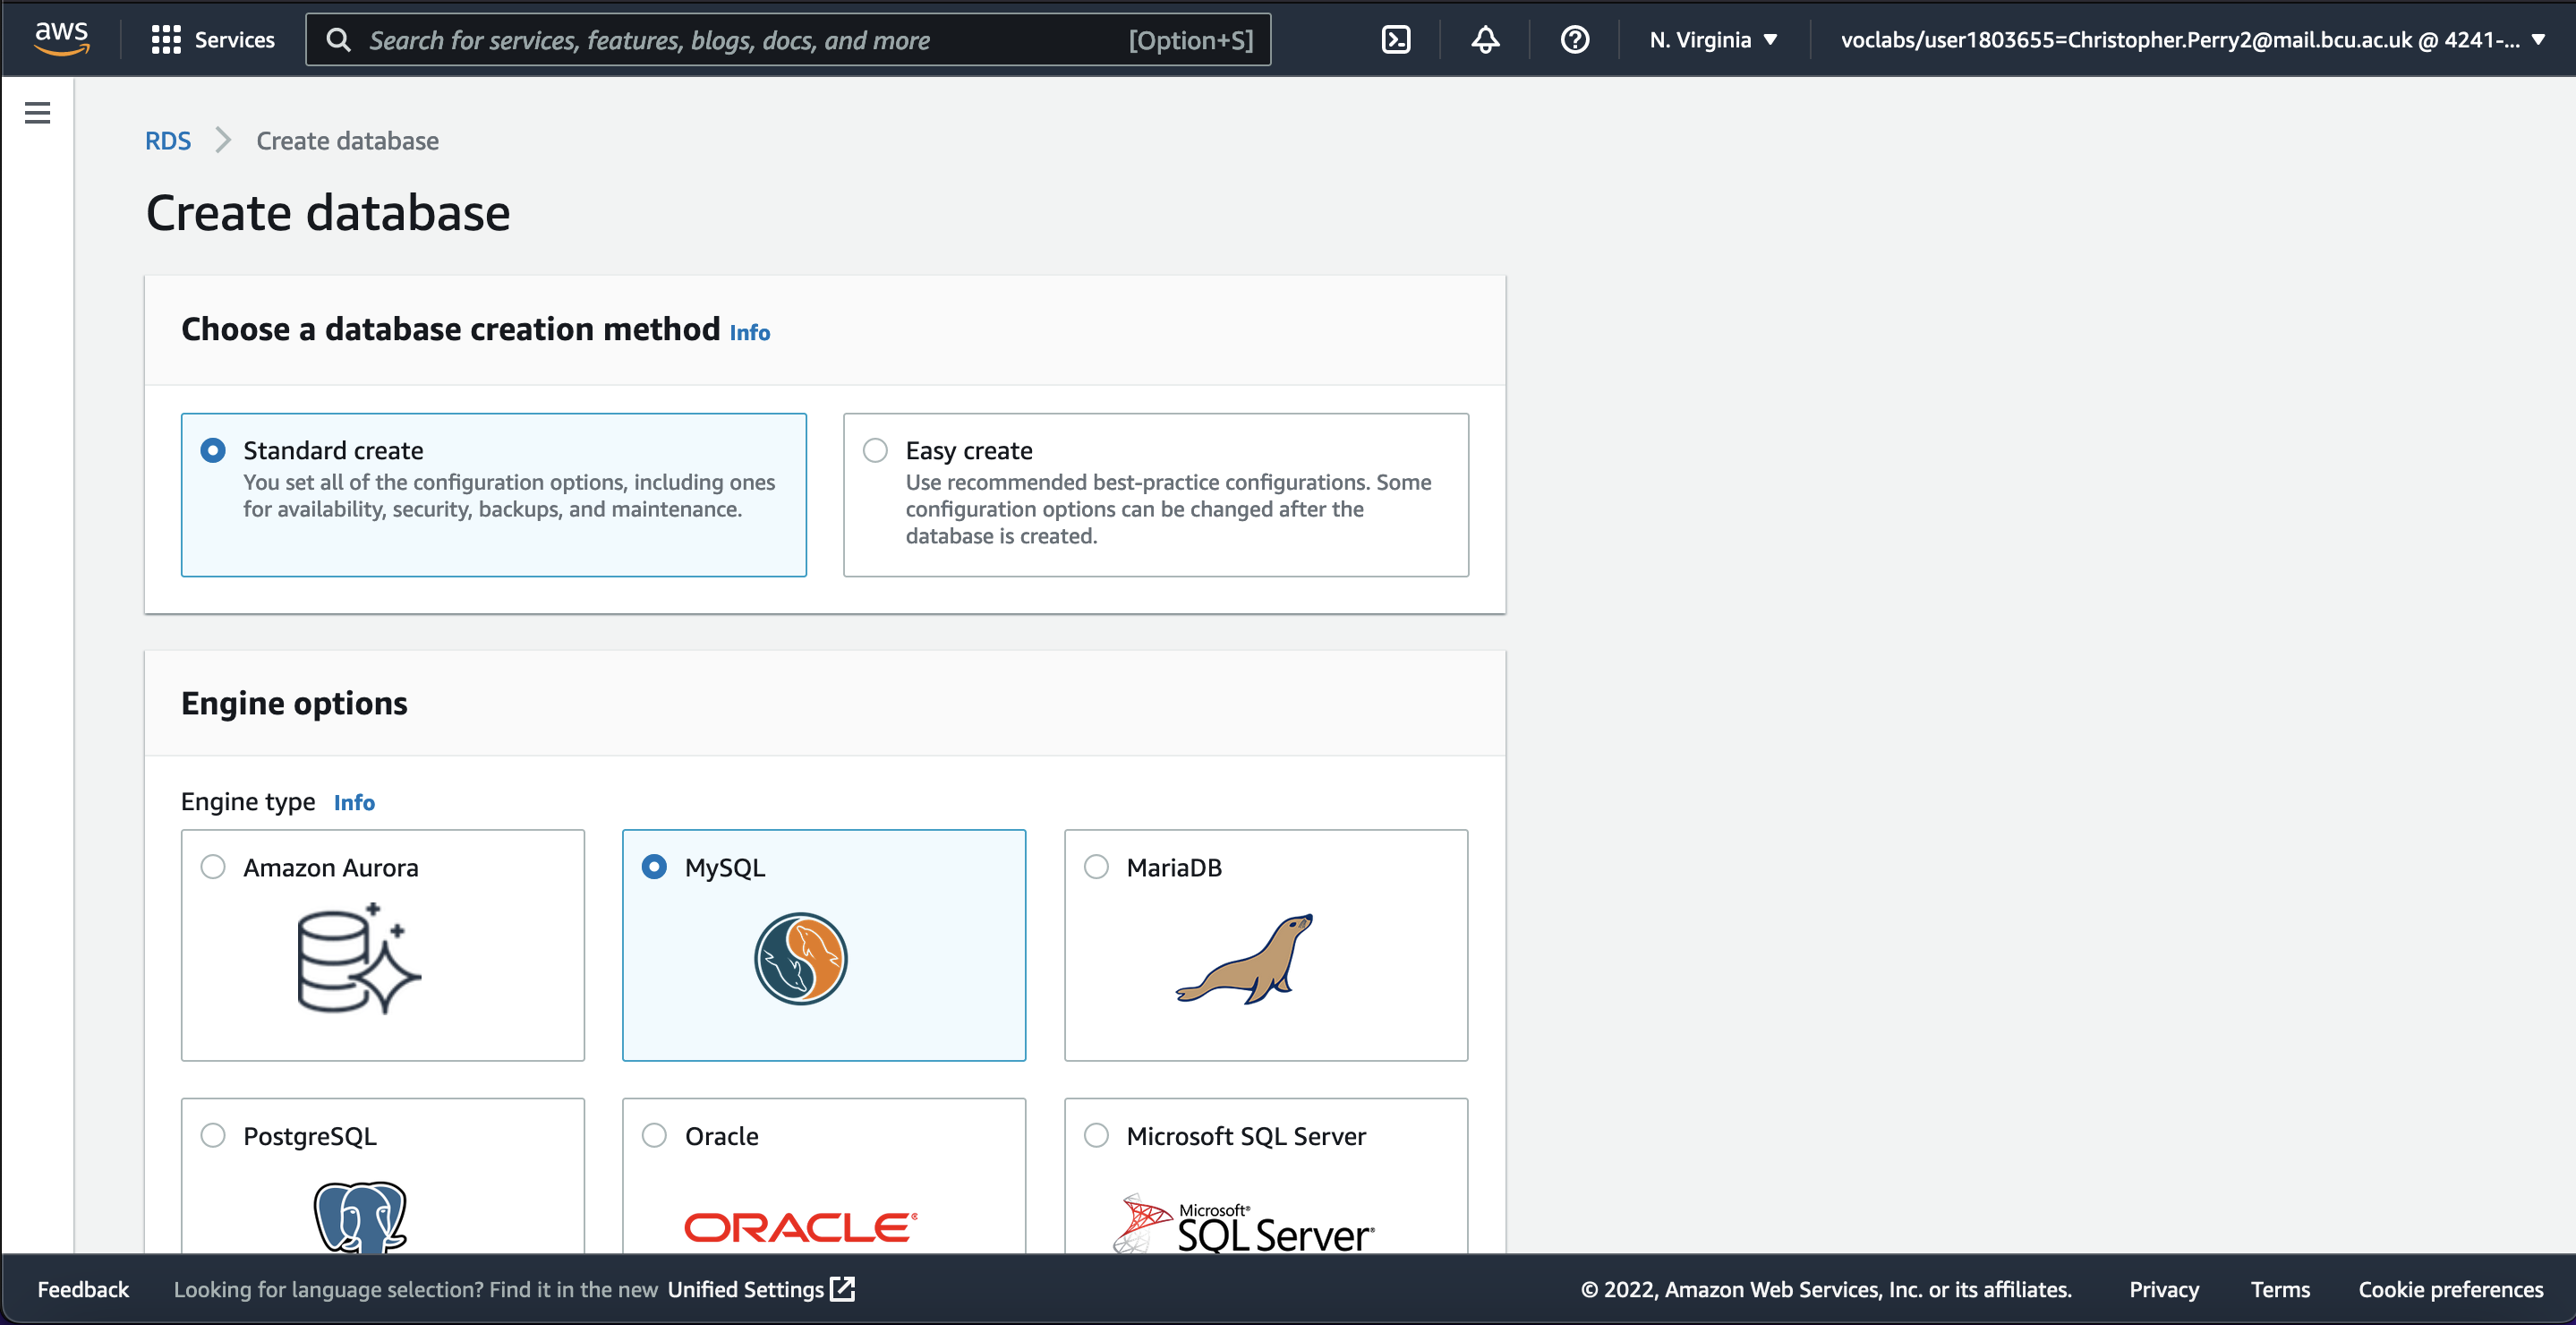 aws
Services
Search for services, features, blogs, docs, and more
[Option+S]
N. Virginia
voclabs/user1803655=Christopher.Perry2@mail.bcu.ac.uk @ 4241-...
RDS
Create database
Create database
Choose a database creation method Info
Standard create
You set all of the configuration options, including ones
for availability, security, backups, and maintenance.
Easy create
Use recommended best-practice configurations. Some
configuration options can be changed after the
database is created.
Engine options
Engine type Info
Amazon Aurora
MySQL
MariaDB
PostgreSQL
Oracle
ORACLE
Microsoft SQL Server
Microsoft®
SQL Server®
Feedback
Looking for language selection? Find it in the new Unified Settings
© 2022, Amazon Web Services, Inc. or its affiliates.
Privacy
Terms
Cookie preferences